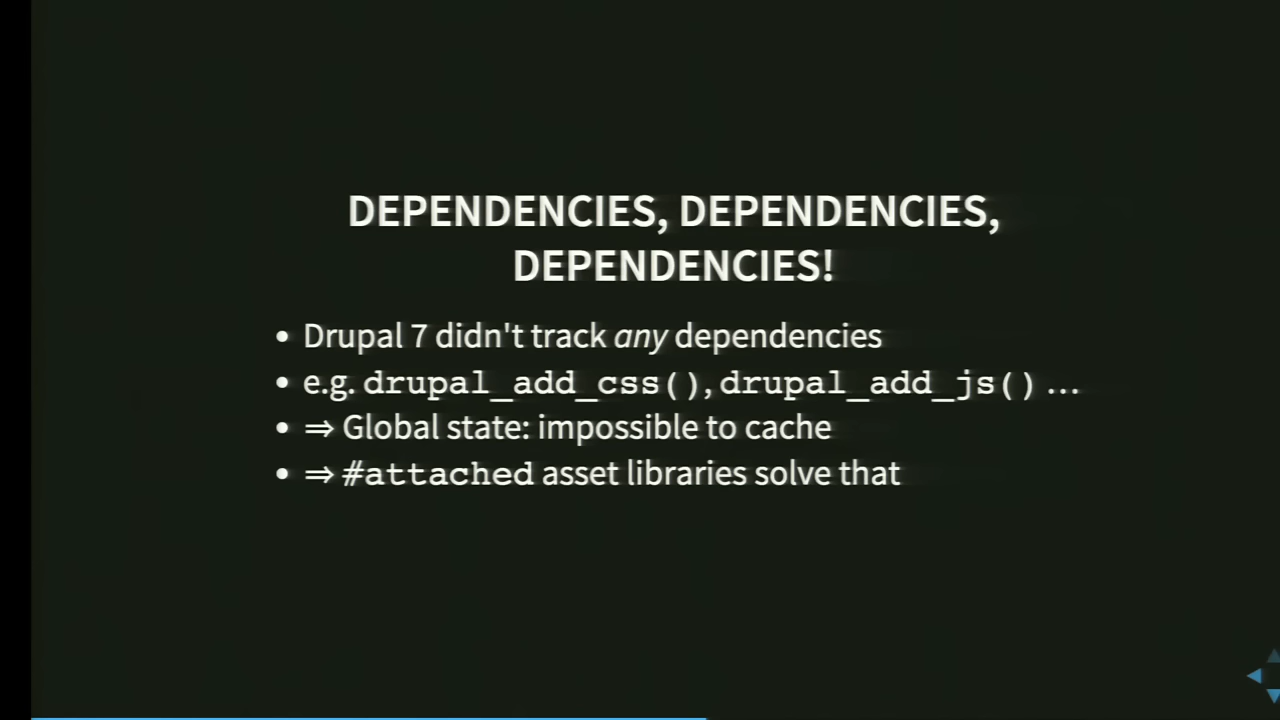 DEPENDENCIES, DEPENDENCIES,
DEPENDENCIES!
• Drupal 7 didn't track any dependencies
• e.g. drupal_add_css(), drupal_add_js() …
• ⇒ Global state: impossible to cache
• ⇒ #attached asset libraries solve that